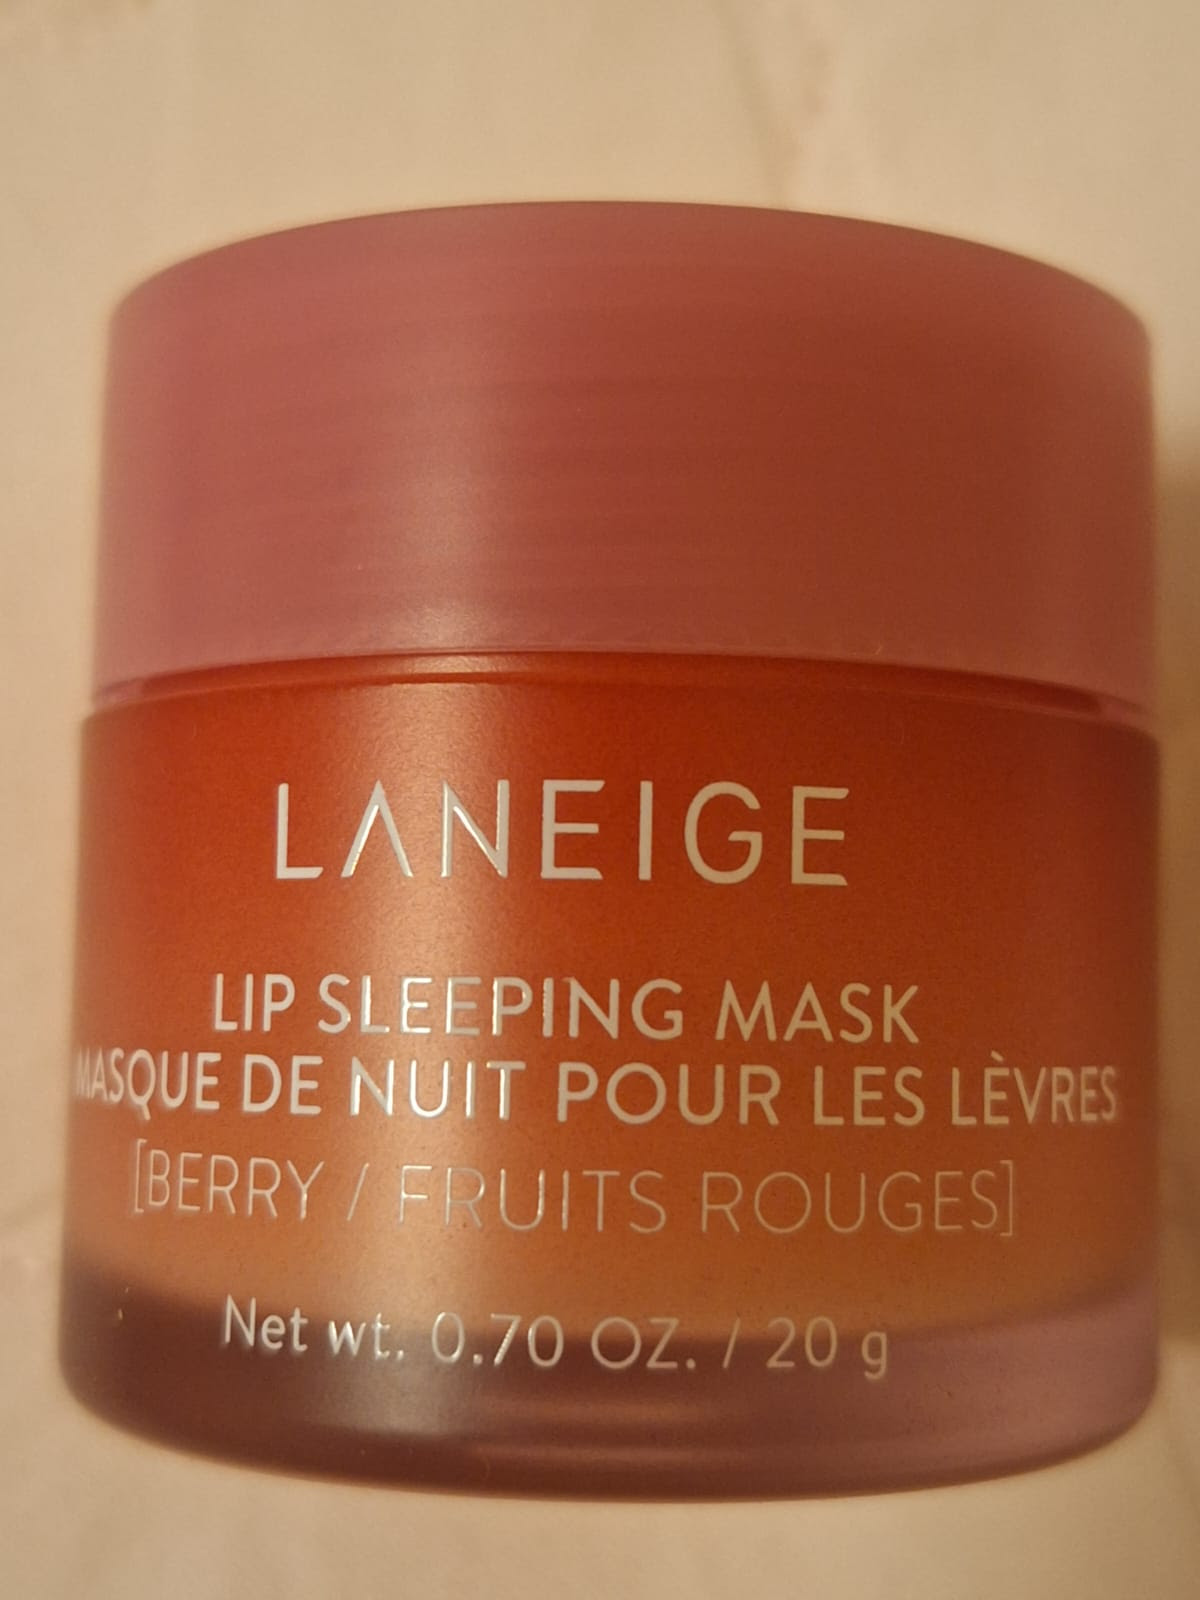 LANEIGE
LIP SLEEPING MASK
MASQUE DE NUIT POUR LES LÈVRES
[BERRY / FRUITS ROUGES]
Net wt. 0.70 OZ. / 20 g